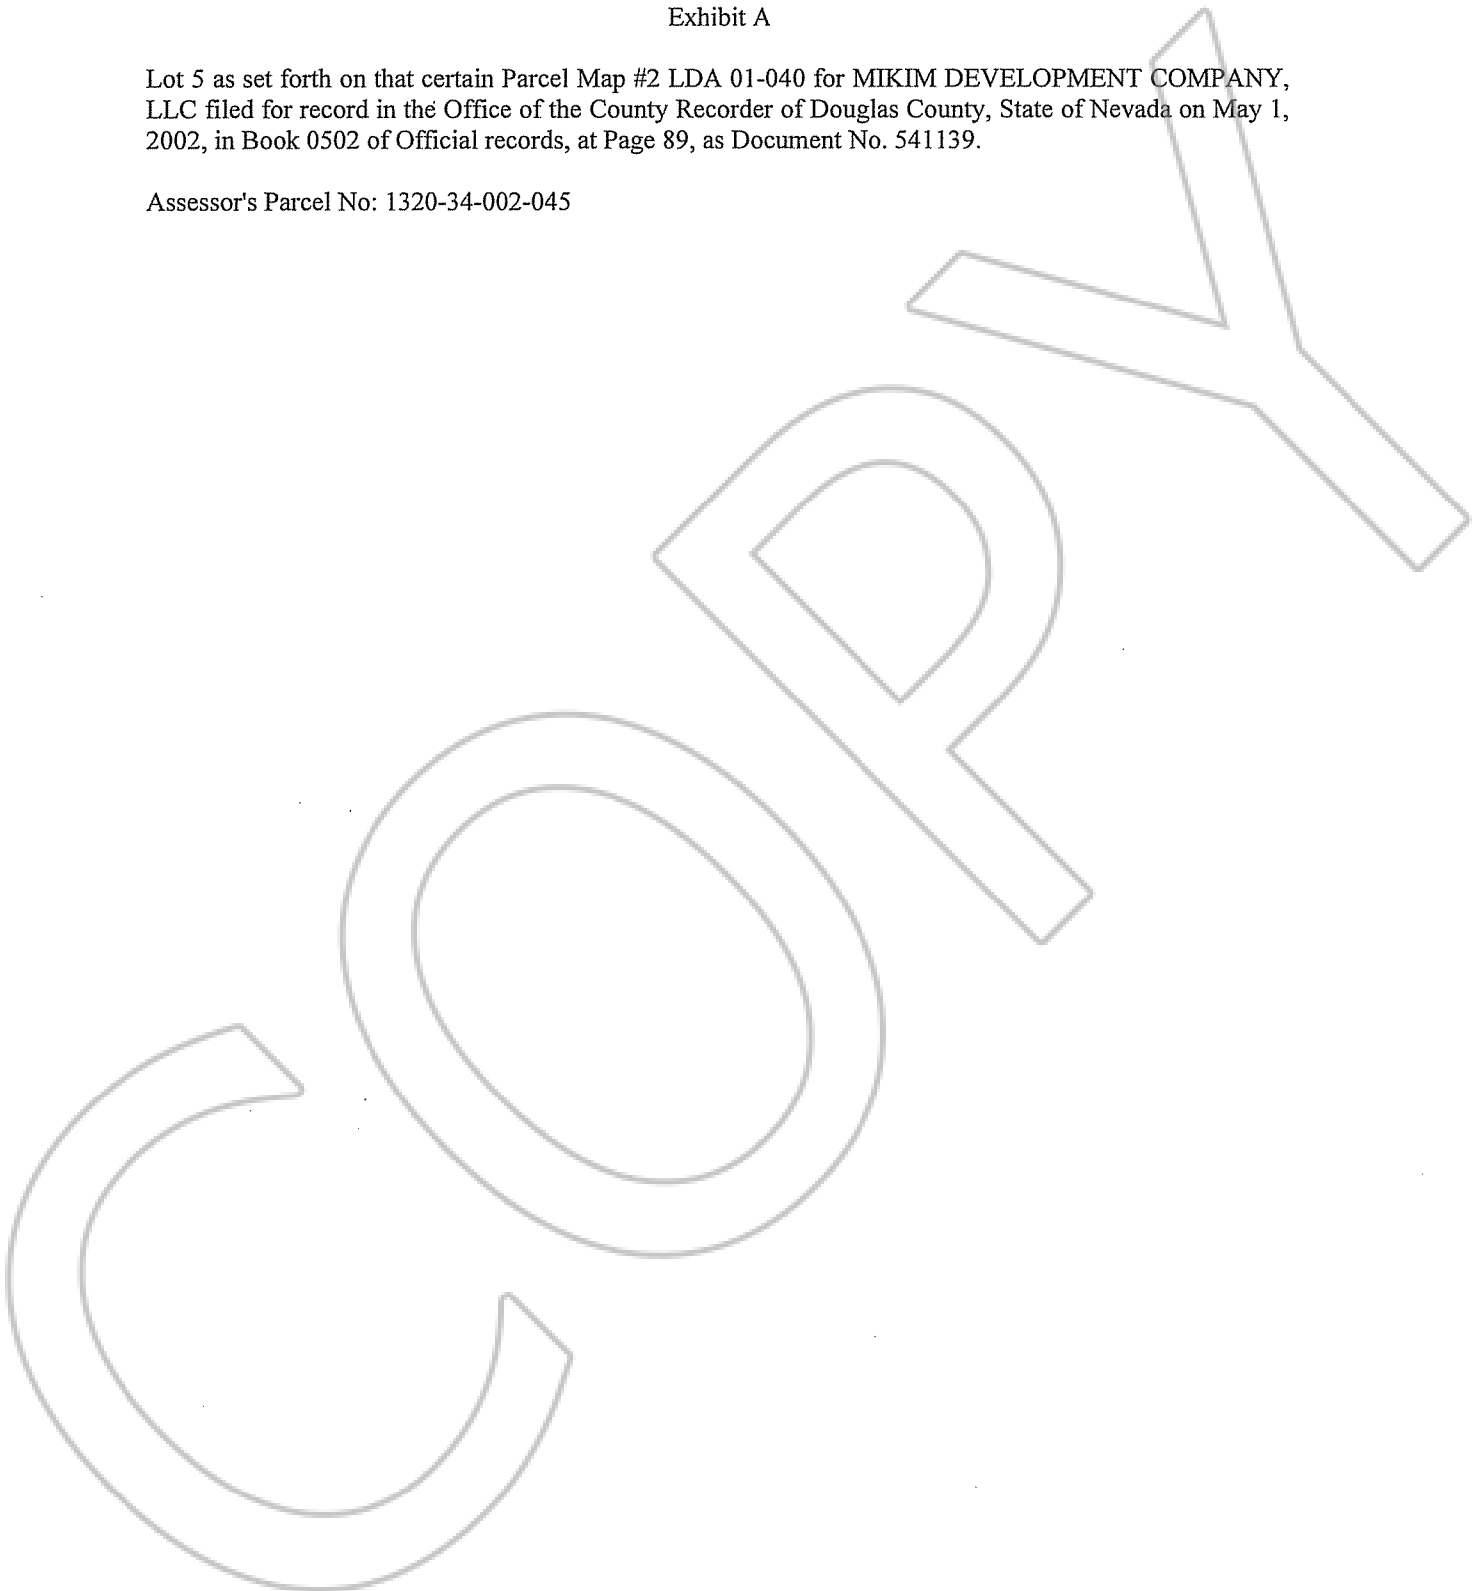 Exhibit A
Lot 5 as set forth on that certain Parcel Map #2 LDA 01-040 for MIKIM DEVELOPMENT COMPANY,
LLC filed for record in the Office of the County Recorder of Douglas County, State of Nevada on May 1,
2002, in Book 0502 of Official records, at Page 89, as Document No. 541139.
Assessor's Parcel No: 1320-34-002-045
COPY